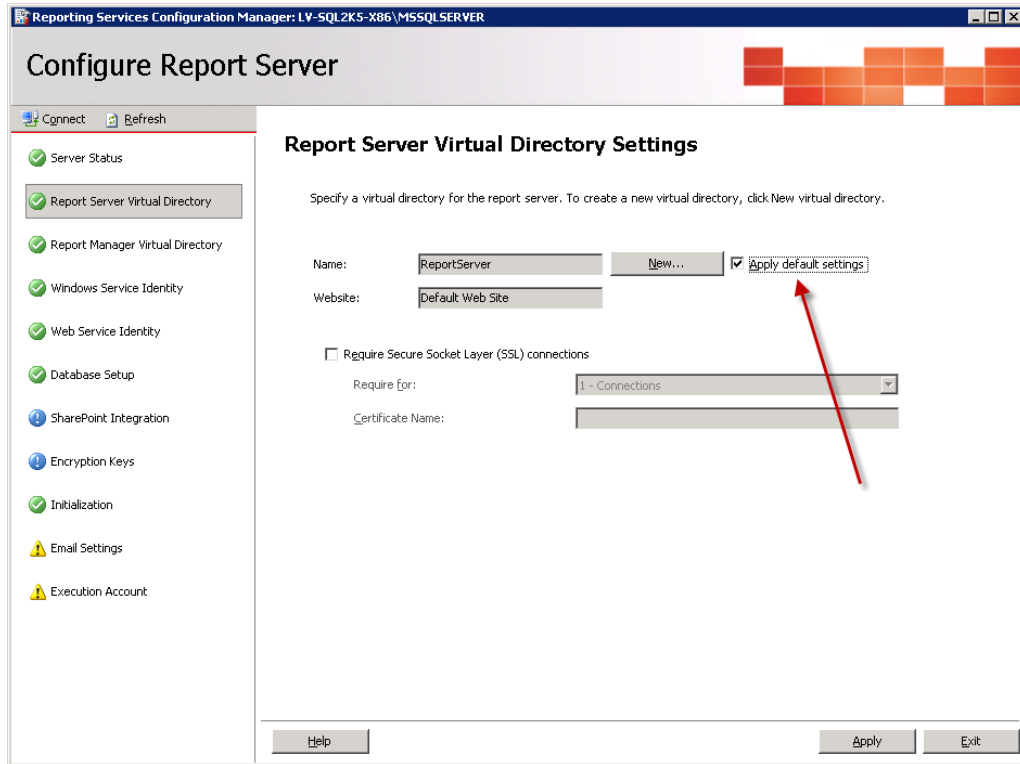 Reporting Services Configuration Manager: LV-SQL2K5-X86\MSSQLSERVER
Configure Report Server
Connect Refresh
Server Status
Report Server Virtual Directory
Report Manager Virtual Directory
Windows Service Identity
Web Service Identity
Database Setup
SharePoint Integration
Encryption Keys
Initialization
Email Settings
Execution Account
Report Server Virtual Directory Settings
Specify a virtual directory for the report server. To create a new virtual directory, click New virtual directory.
Name: ReportServer New... Apply default settings
Website: Default Web Site
Require Secure Socket Layer (SSL) connections
Require for: 1 - Connections
Certificate Name:
Help Apply Exit